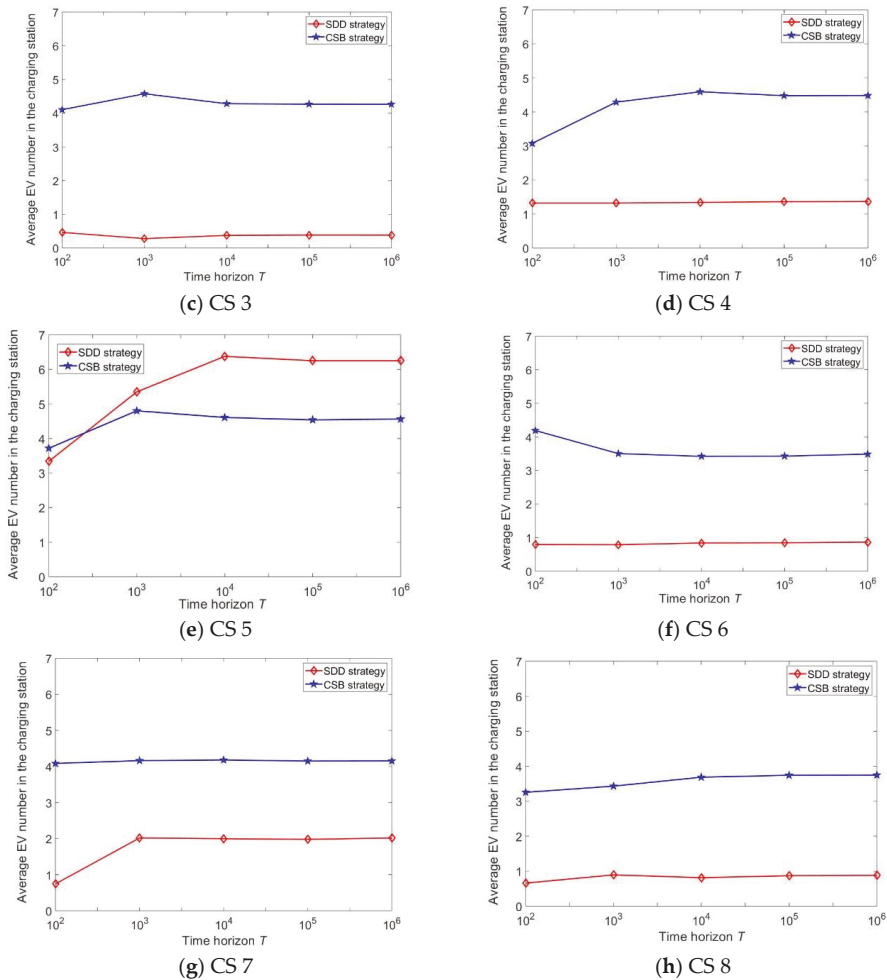 7
6
5
4
3
2
1
0
Average EV number in the charging station
SDD strategy
CSB strategy
10^2
10^3
10^4
10^5
10^6
Time horizon T
(c) CS 3
7
6
5
4
3
2
1
0
Average EV number in the charging station
SDD strategy
CSB strategy
10^2
10^3
10^4
10^5
10^6
Time horizon T
(d) CS 4
7
6
5
4
3
2
1
0
Average EV number in the charging station
SDD strategy
CSB strategy
10^2
10^3
10^4
10^5
10^6
Time horizon T
(e) CS 5
7
6
5
4
3
2
1
0
Average EV number in the charging station
SDD strategy
CSB strategy
10^2
10^3
10^4
10^5
10^6
Time horizon T
(f) CS 6
7
6
5
4
3
2
1
0
Average EV number in the charging station
SDD strategy
CSB strategy
10^2
10^3
10^4
10^5
10^6
Time horizon T
(g) CS 7
7
6
5
4
3
2
1
0
Average EV number in the charging station
SDD strategy
CSB strategy
10^2
10^3
10^4
10^5
10^6
Time horizon T
(h) CS 8